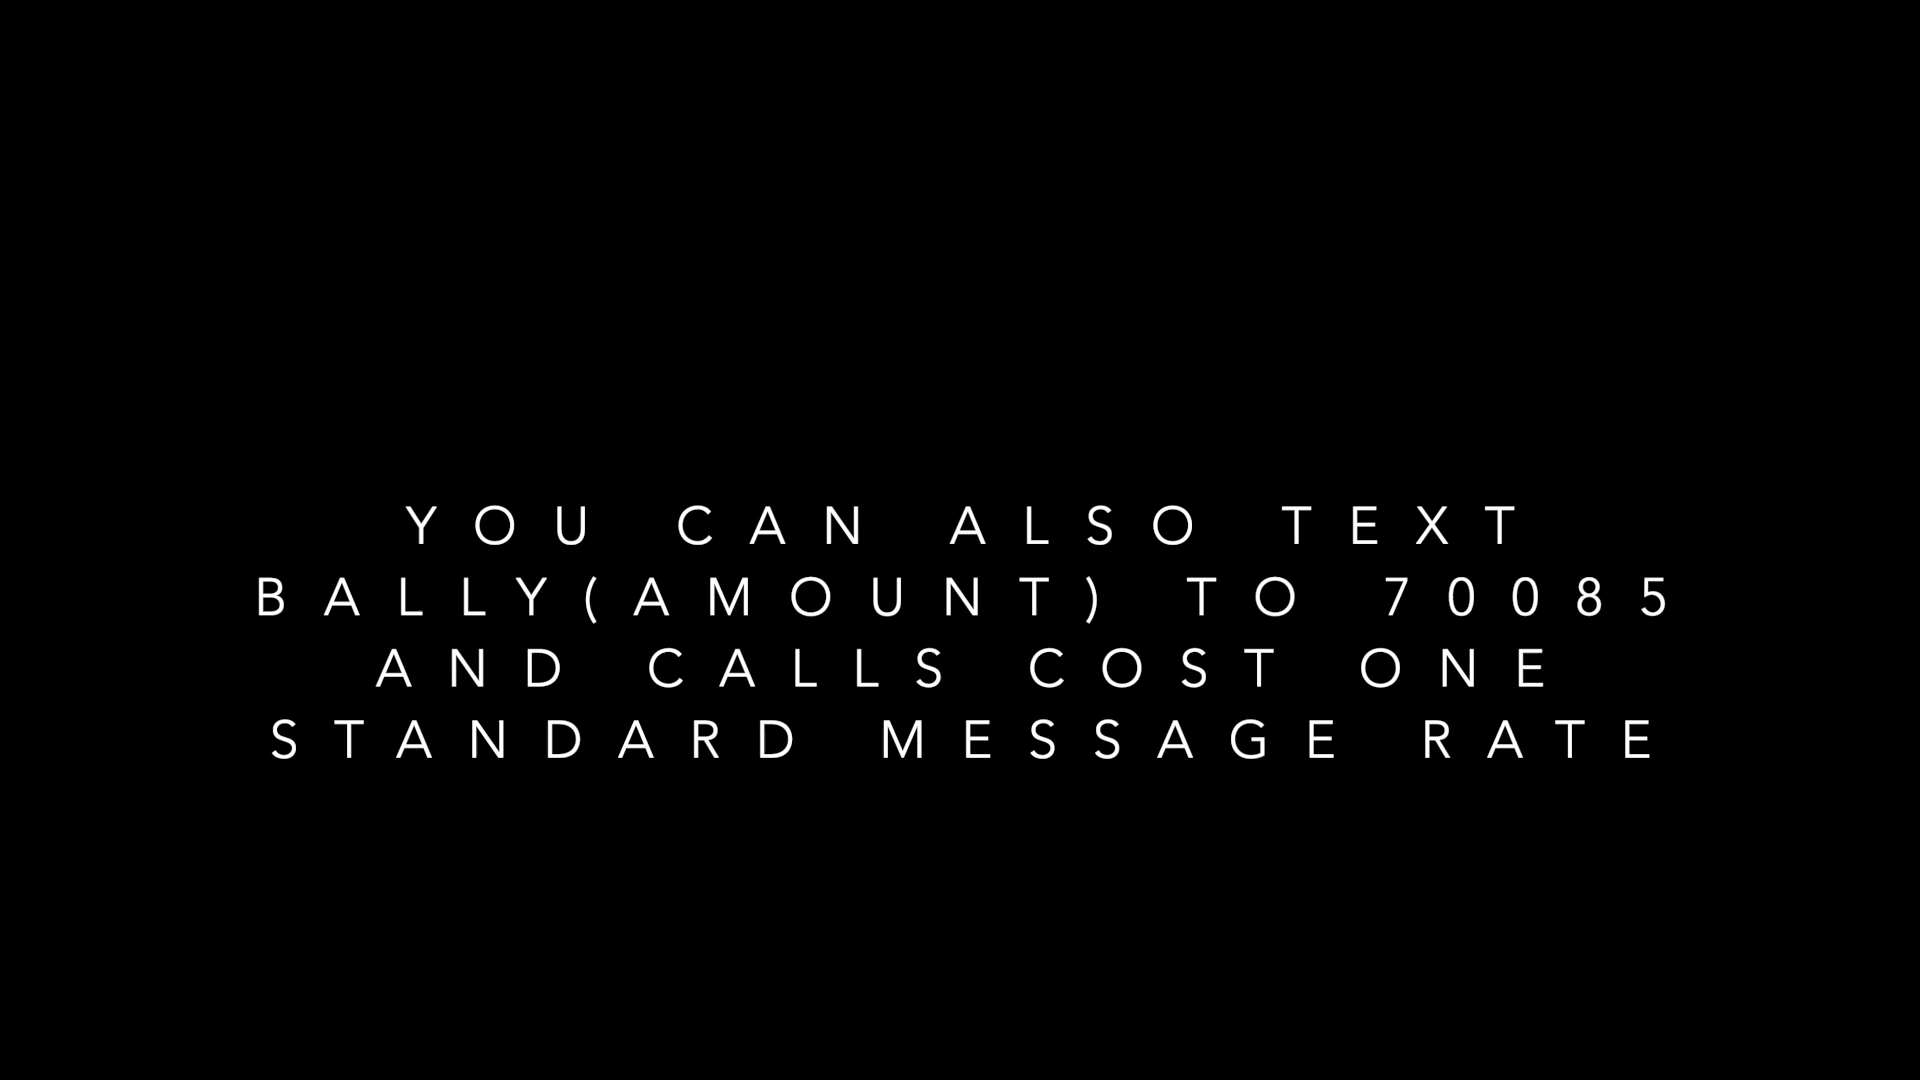 YOU CAN ALSO TEXT
BALLY(AMOUNT) TO 70085
AND CALLS COST ONE
STANDARD MESSAGE RATE